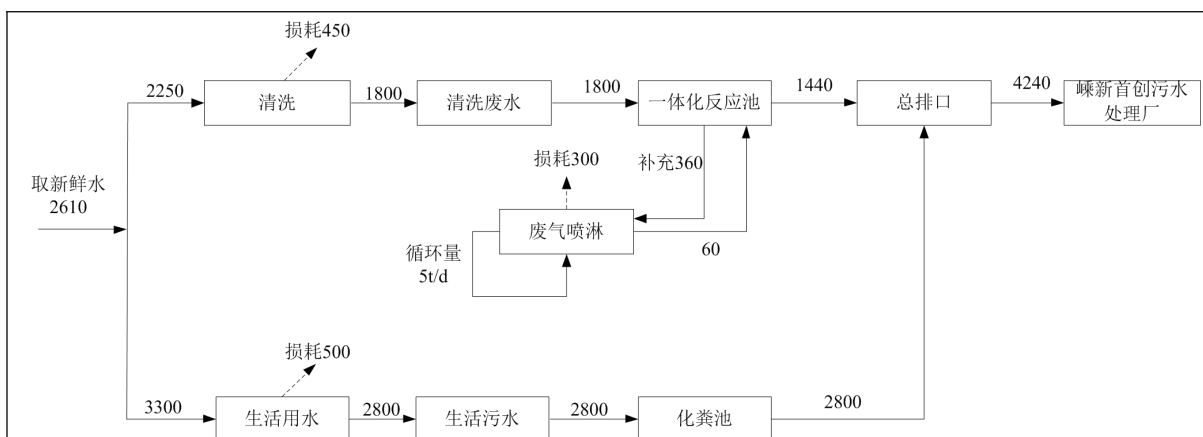 损耗450
2250
清洗
1800
清洗废水
1800
一体化反应池
1440
总排口
4240
嵊新首创污水
处理厂
取新鲜水
2610
损耗300
补充360
废气喷淋
60
循环量
5t/d
损耗500
3300
生活用水
2800
生活污水
2800
化粪池
2800